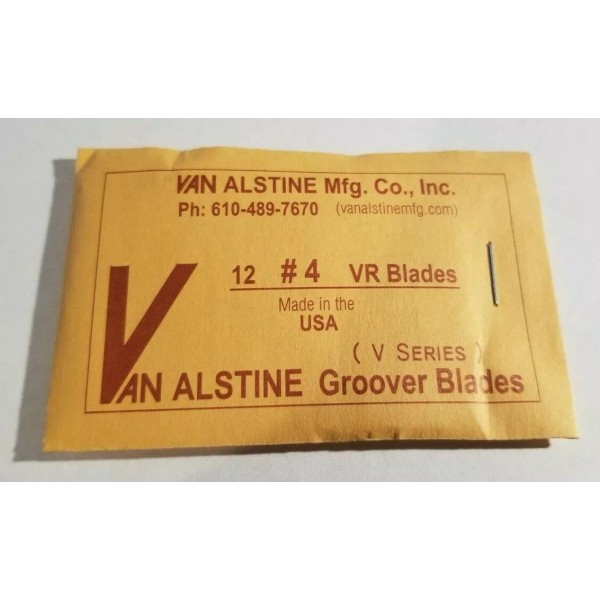 VAN ALSTINE Mfg. Co., Inc.
Ph: 610-489-7670 (vanalstinemfg.com)
12 #4 VR Blades
Made in the
USA
( V SERIES )
VAN ALSTINE Groover Blades